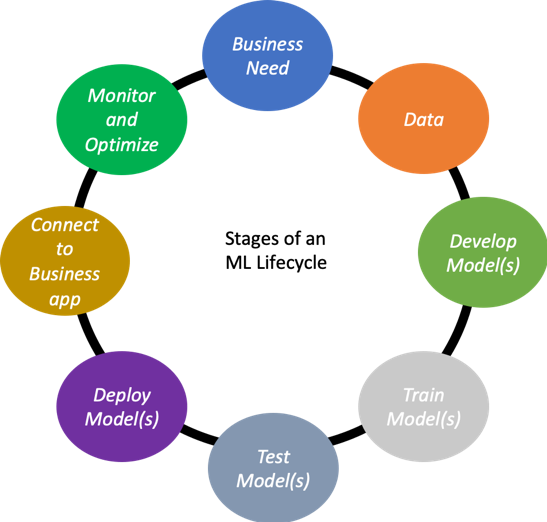 Business
Need
Data
Develop
Model(s)
Train
Model(s)
Test
Model(s)
Deploy
Model(s)
Connect
to
Business
app
Monitor
and
Optimize
Stages of an
ML Lifecycle